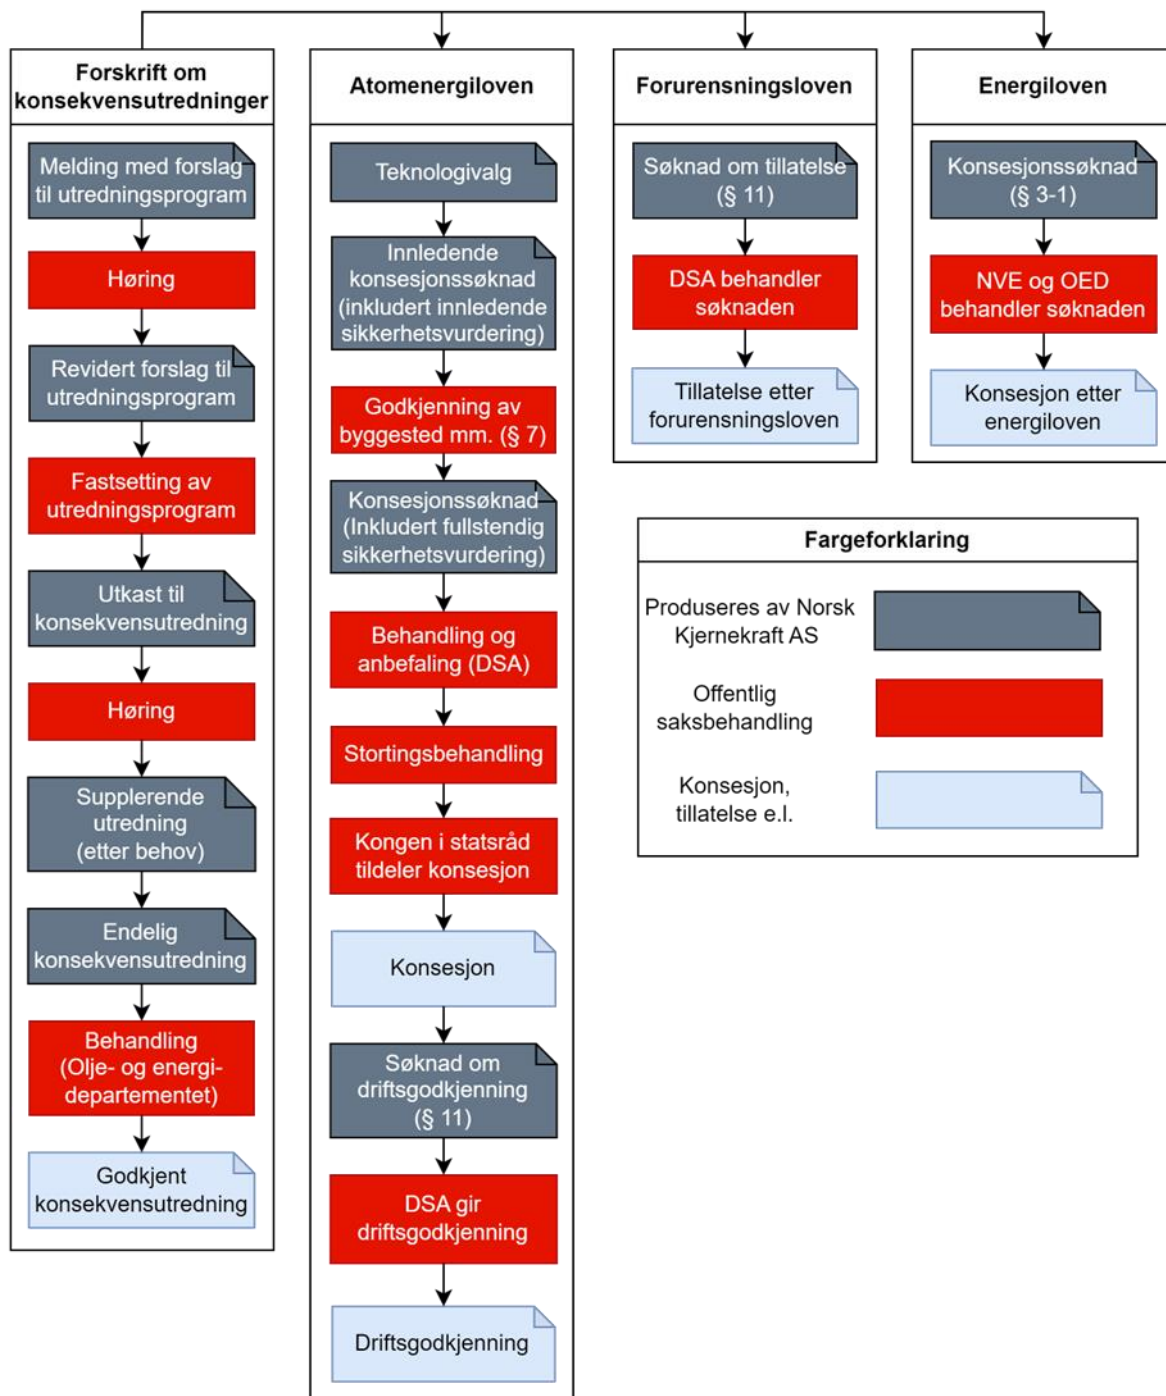 Forskrift om
konsekvensutredninger
Melding med forslag
til utredningsprogram
Høring
Revidert forslag til
utredningsprogram
Fastsetting av
utredningsprogram
Utkast til
konsekvensutredning
Høring
Supplerende
utredning
(etter behov)
Endelig
konsekvensutredning
Behandling
(Olje- og energi-
departementet)
Godkjent
konsekvensutredning
Atomenergiloven
Teknologivalg
Innledende
konsesjonssøknad
(inkludert innledende
sikkerhetsvurdering)
Godkjenning av
byggested mm. (§ 7)
Konsesjonssøknad
(Inkludert fullstendig
sikkerhetsvurdering)
Behandling og
anbefaling (DSA)
Stortingsbehandling
Kongen i statsråd
tildeler konsesjon
Konsesjon
Søknad om
driftsgodkjenning
(§ 11)
DSA gir
driftsgodkjenning
Driftsgodkjenning
Forurensningsloven
Søknad om tillatelse
(§ 11)
DSA behandler
søknaden
Tillatelse etter
forurensningsloven
Energiloven
Konsesjonssøknad
(§ 3-1)
NVE og OED
behandler søknaden
Konsesjon etter
energiloven
Fargeforklaring
Produseres av Norsk
Kjernekraft AS
Offentlig
saksbehandling
Konsesjon,
tillatelse e.l.